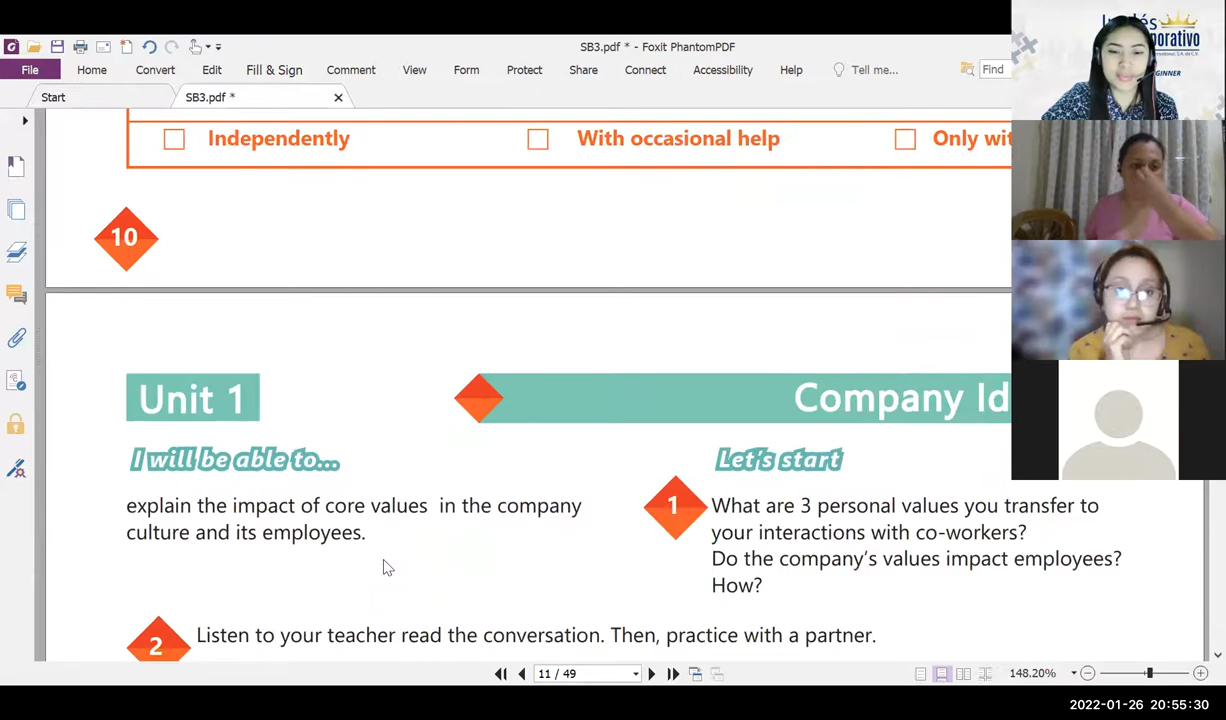 SB3.pdf * - Foxit PhantomPDF
File Home Convert Edit Fill & Sign Comment View Form Protect Share Connect Accessibility Help Tell me... Find
Start SB3.pdf *
Independently With occasional help
10
Unit 1
Company Id
I will be able to...
explain the impact of core values in the company
culture and its employees.
Let's start
1
What are 3 personal values you transfer to
your interactions with co-workers?
Do the company's values impact employees?
How?
2
Listen to your teacher read the conversation. Then, practice with a partner.
11 / 49
148.20%
2022-01-26 20:55:30